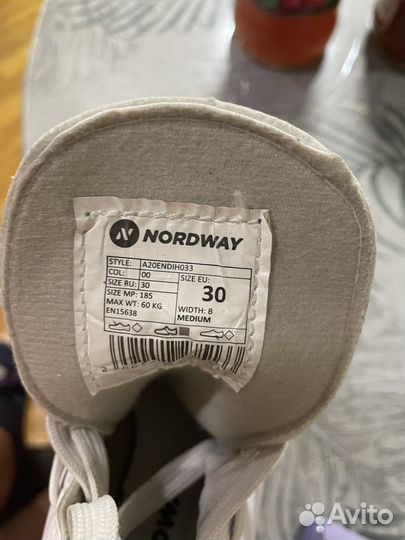 NORDWAY
STYLE: A20ENDIH033
COL: 00 SIZE EU:
SIZE RU: 30 30
SIZE MP: 185
MAX WT: 60 KG WIDTH: B
EN15638 MEDIUM
Avito